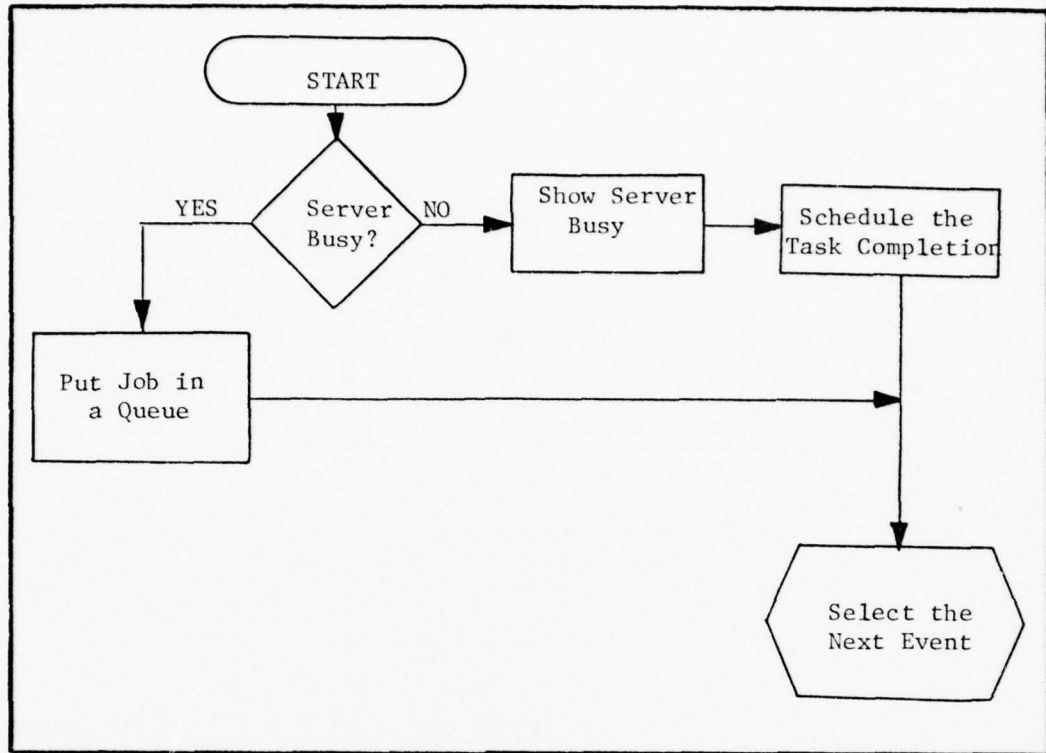 START
YES
Server
Busy?
NO
Show Server
Busy
Schedule the
Task Completion
Put Job in
a Queue
Select the
Next Event